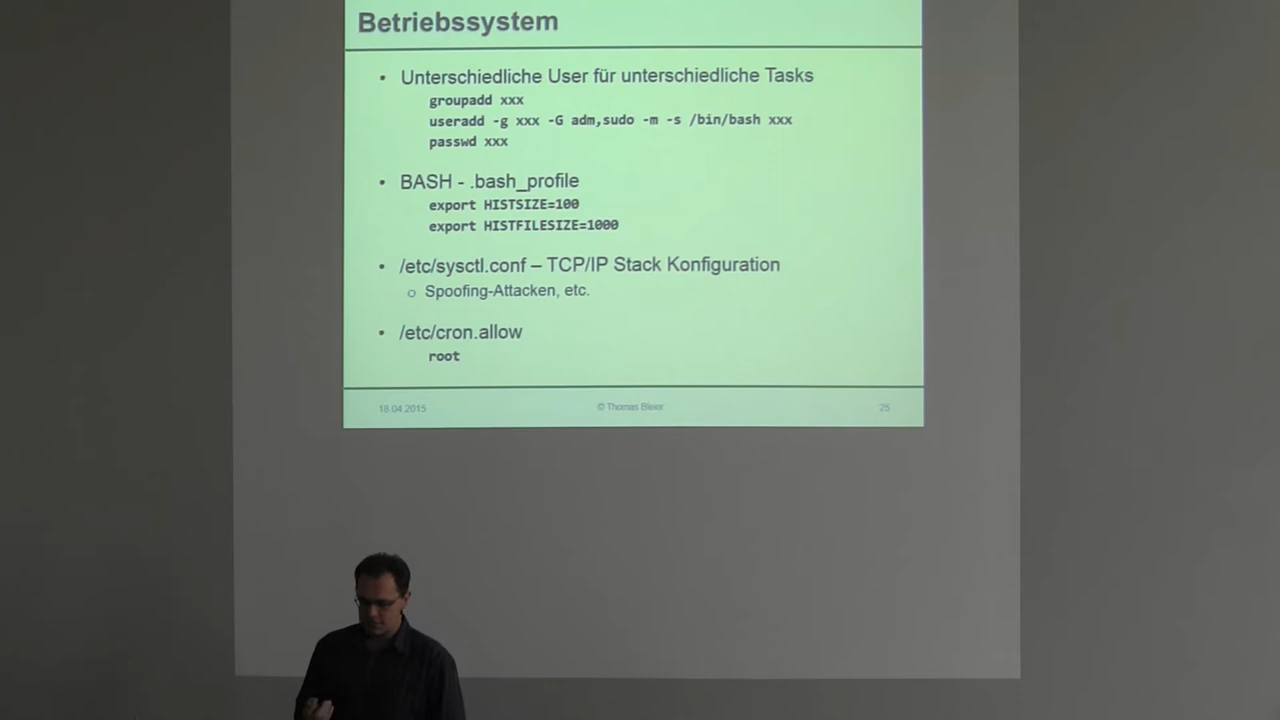 Betriebssystem
• Unterschiedliche User für unterschiedliche Tasks
groupadd xxx
useradd -g xxx -G adm,sudo -m -s /bin/bash xxx
passwd xxx
• BASH - .bash_profile
export HISTSIZE=100
export HISTFILESIZE=1000
• /etc/sysctl.conf – TCP/IP Stack Konfiguration
o Spoofing-Attacken, etc.
• /etc/cron.allow
root
18.04.2015 © Thomas Bleier 25